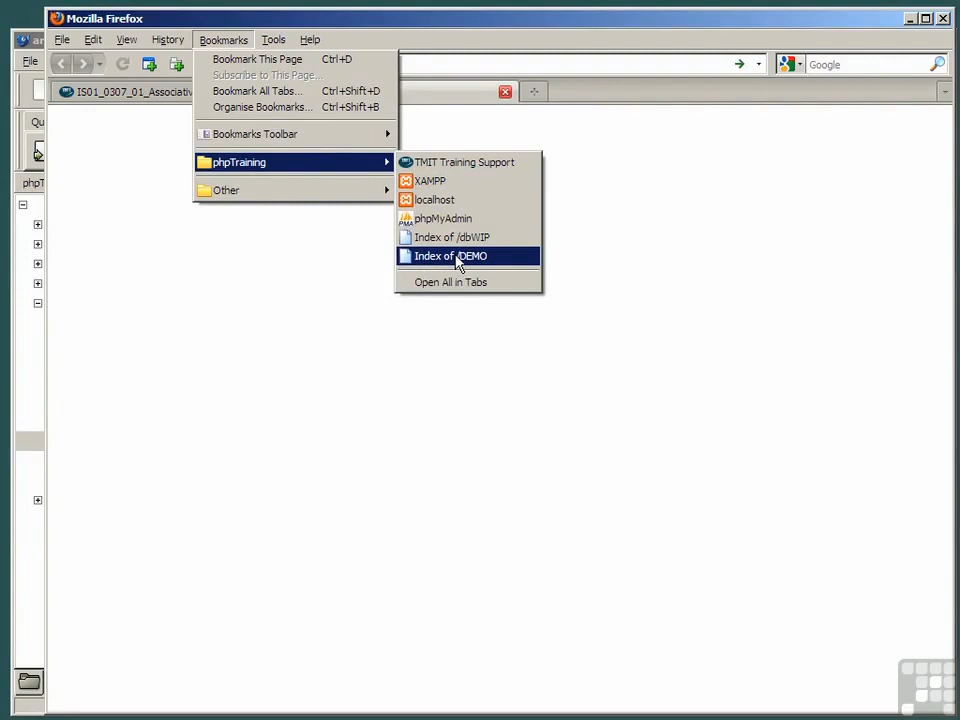 Mozilla Firefox
File Edit View History Bookmarks Tools Help
File
Bookmark This Page Ctrl+D
Subscribe to This Page...
Google
Bookmark All Tabs... Ctrl+Shift+D
IS01_0307_01_Associativ
Organise Bookmarks... Ctrl+Shift+B
Qu
Bookmarks Toolbar
phpTraining
TMIT Training Support
phpT
XAMPP
Other
localhost
phpMyAdmin
Index of /dbWIP
Index of /DEMO
Open All in Tabs